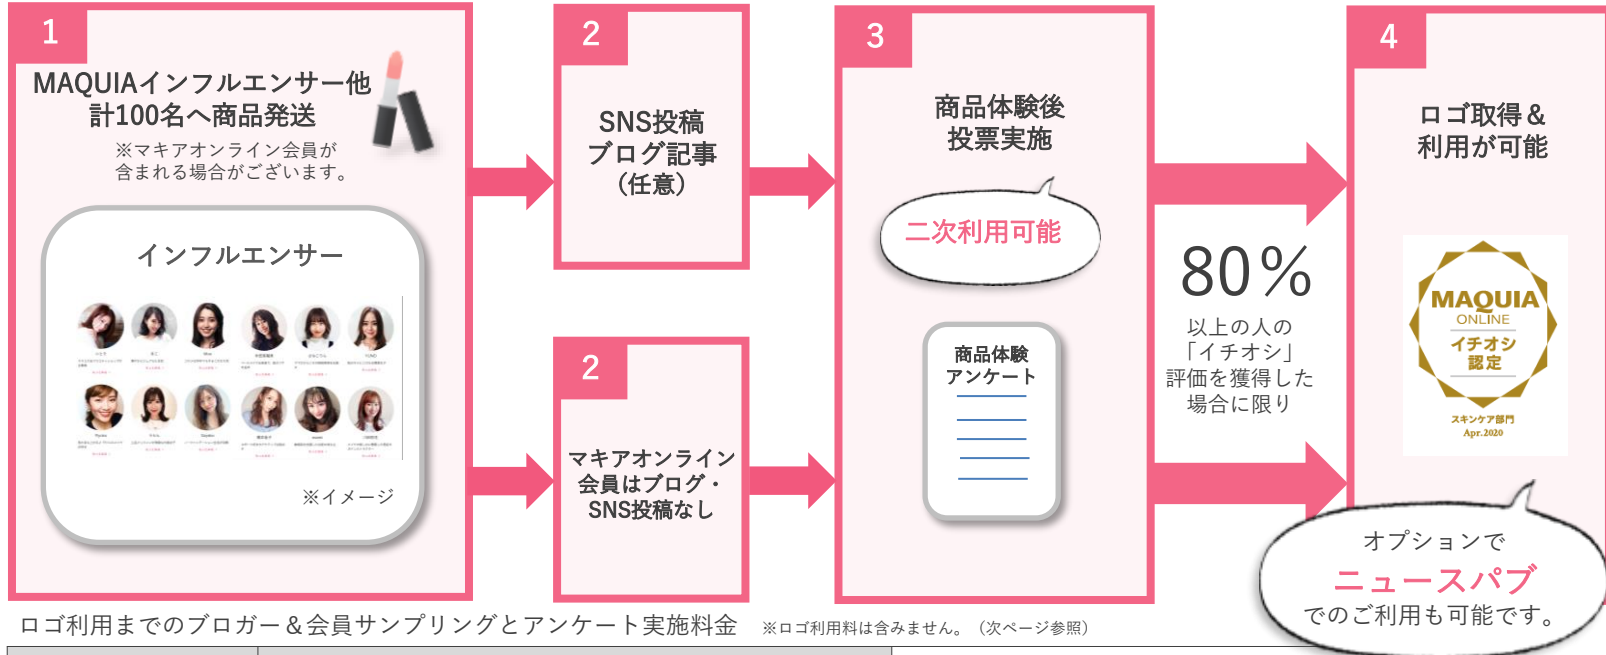 1
MAQUIAインフルエンサー他
計100名へ商品発送
※マキアオンライン会員が
含まれる場合がございます。
インフルエンサー
※イメージ
2
SNS投稿
ブログ記事
（任意）
2
マキアオンライン
会員はブログ・
SNS投稿なし
3
商品体験後
投票実施
二次利用可能
商品体験
アンケート
80%
以上の人の
「イチオシ」
評価を獲得した
場合に限り
4
ロゴ取得＆
利用が可能
MAQUIA
ONLINE
イチオシ
認定
スキンケア部門
Apr.2020
オプションで
ニュースパブ
でのご利用も可能です。
ロゴ利用までのブロガー＆会員サンプリングとアンケート実施料金 ※ロゴ利用料は含みません。（次ページ参照）